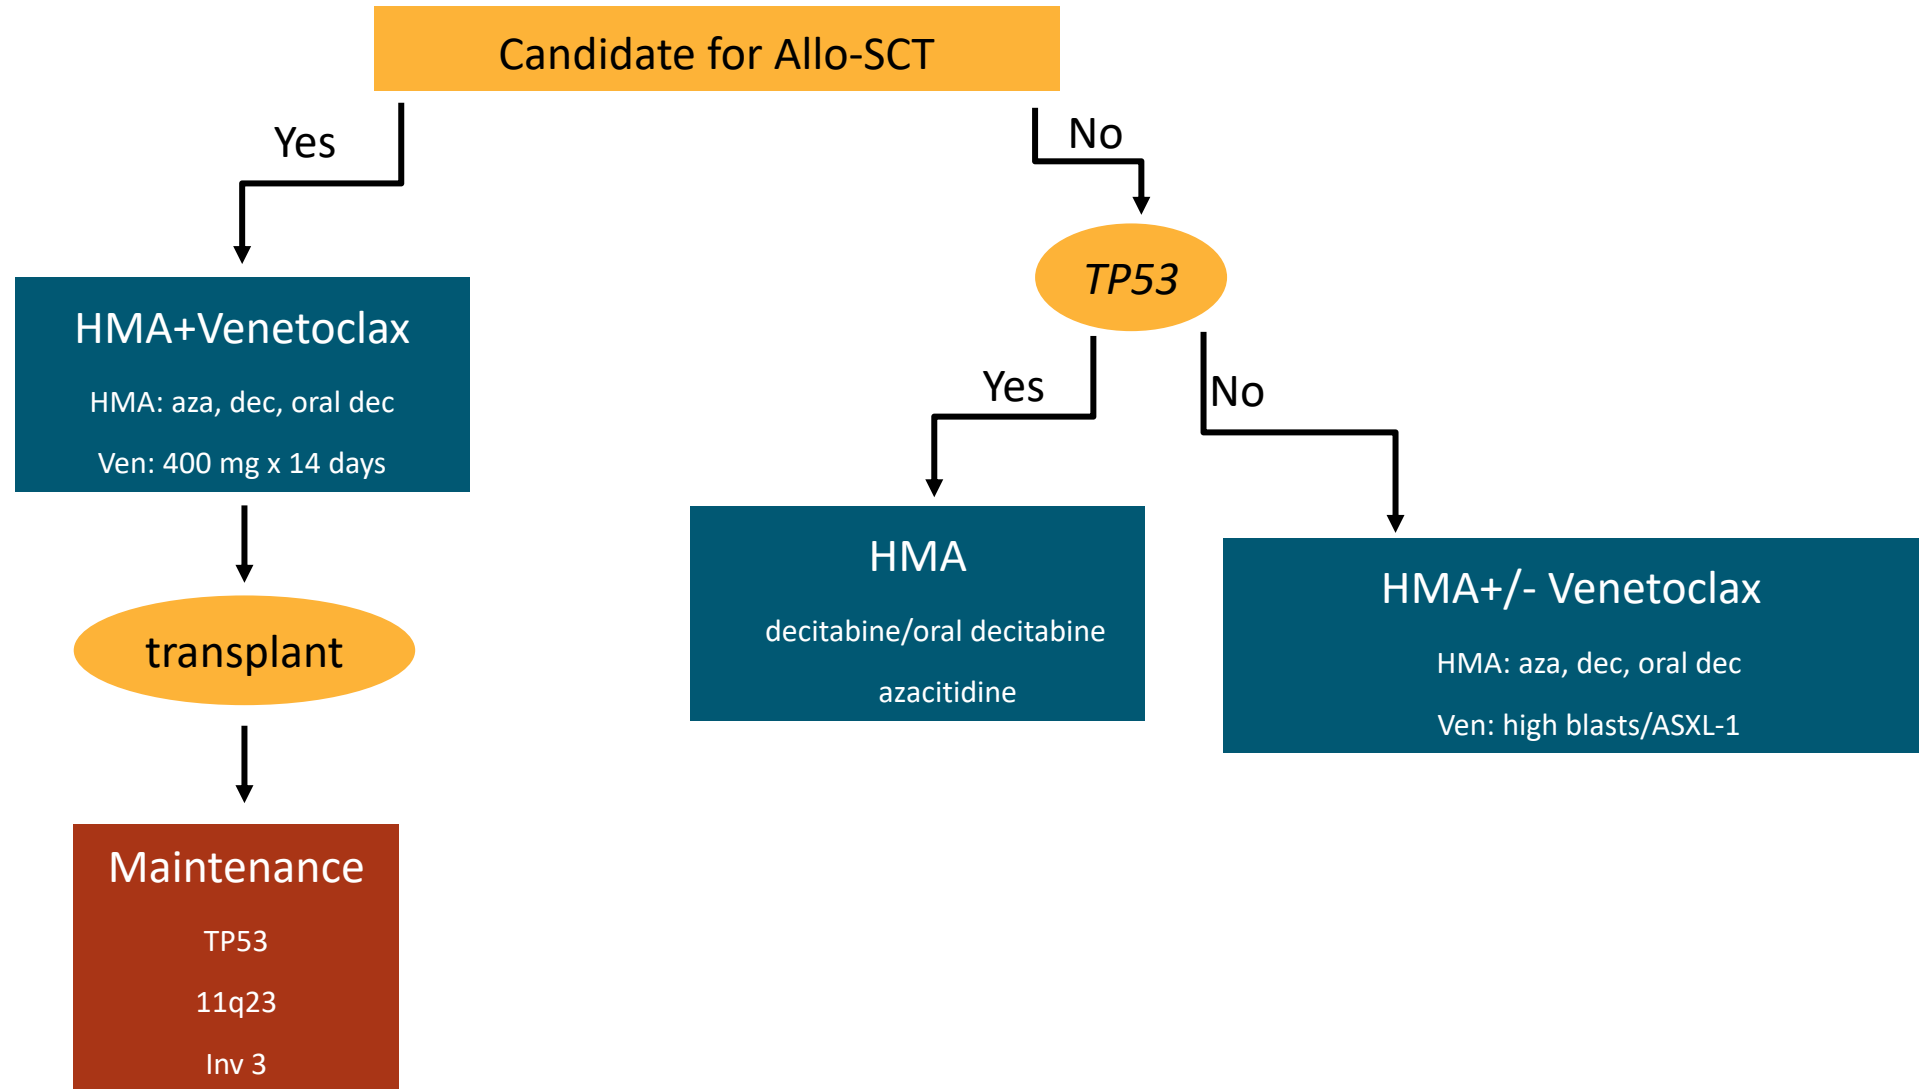 Candidate for Allo-SCT
Yes
No
HMA+Venetoclax
HMA: aza, dec, oral dec
Ven: 400 mg x 14 days
transplant
Maintenance
TP53
11q23
Inv 3
TP53
Yes
No
HMA
decitabine/oral decitabine
azacitidine
HMA+/- Venetoclax
HMA: aza, dec, oral dec
Ven: high blasts/ASXL-1